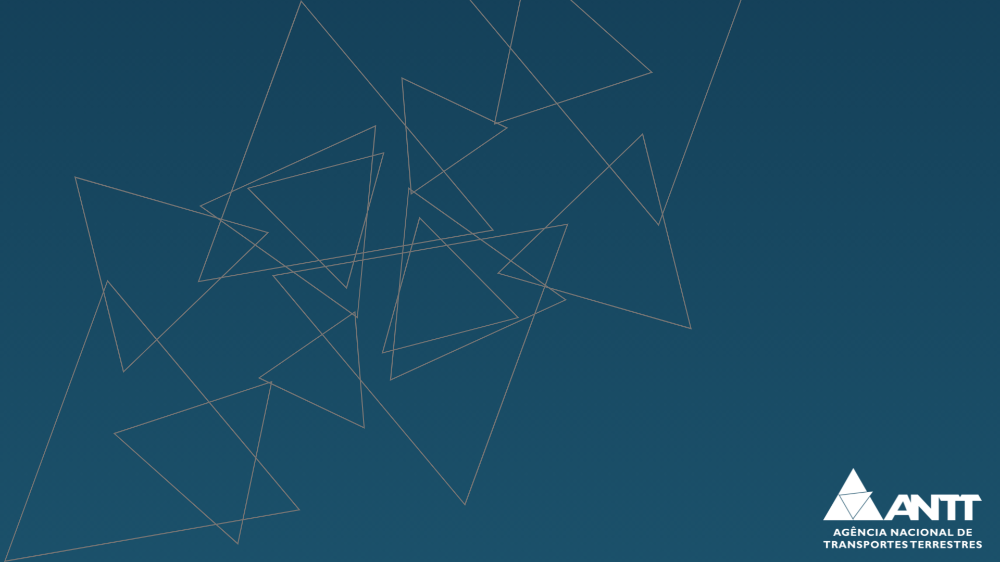 ANTT
AGÊNCIA NACIONAL DE
TRANSPORTES TERRESTRES